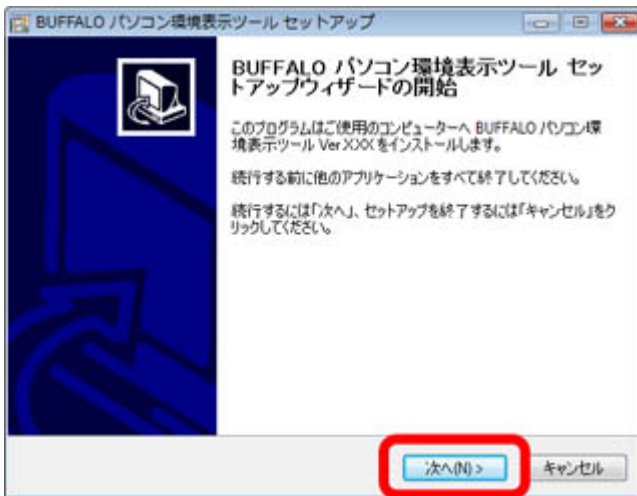 BUFFALO パソコン環境表示ツール セットアップ
BUFFALO パソコン環境表示ツール セッ
トアップウィザードの開始
このプログラムはご使用のコンピューターへ BUFFALO パソコン環
境表示ツール Ver.XXX をインストールします。
続行する前に他のアプリケーションをすべて終了してください。
続行するには「次へ」、セットアップを終了するには「キャンセル」をク
リックしてください。
次へ(N) >
キャンセル